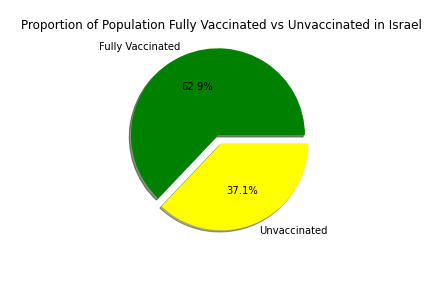 Proportion of Population Fully Vaccinated vs Unvaccinated in Israel
Fully Vaccinated
62.9%
37.1%
Unvaccinated